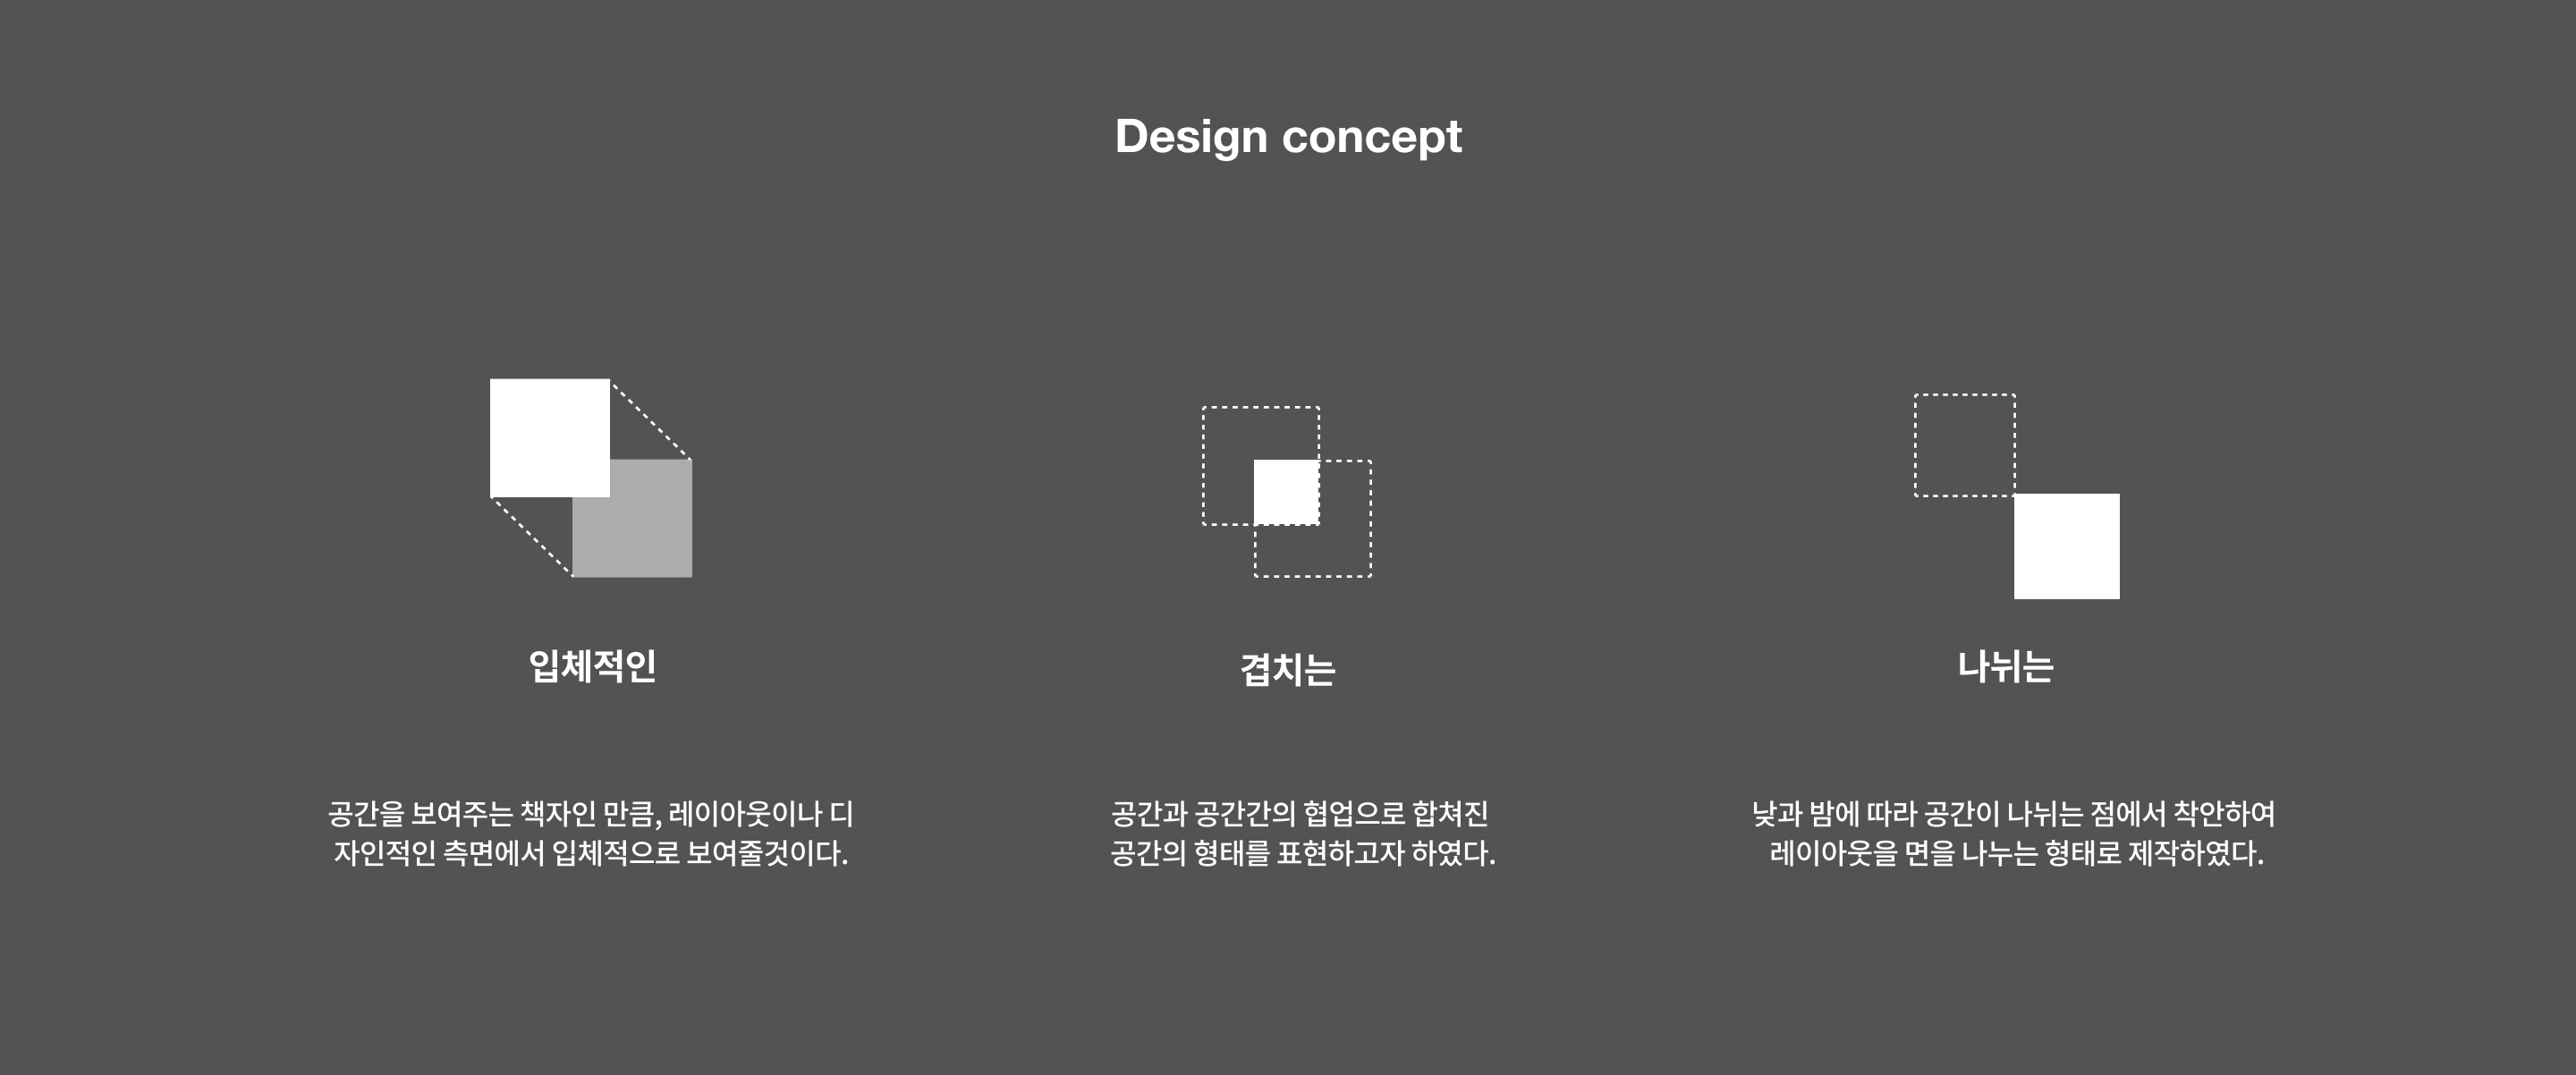 Design concept
입체적인
공간을 보여주는 책자인 만큼, 레이아웃이나 디
자인적인 측면에서 입체적으로 보여줄것이다.
겹치는
공간과 공간간의 협업으로 합쳐진
공간의 형태를 표현하고자 하였다.
나뉘는
낮과 밤에 따라 공간이 나뉘는 점에서 착안하여
레이아웃을 면을 나누는 형태로 제작하였다.